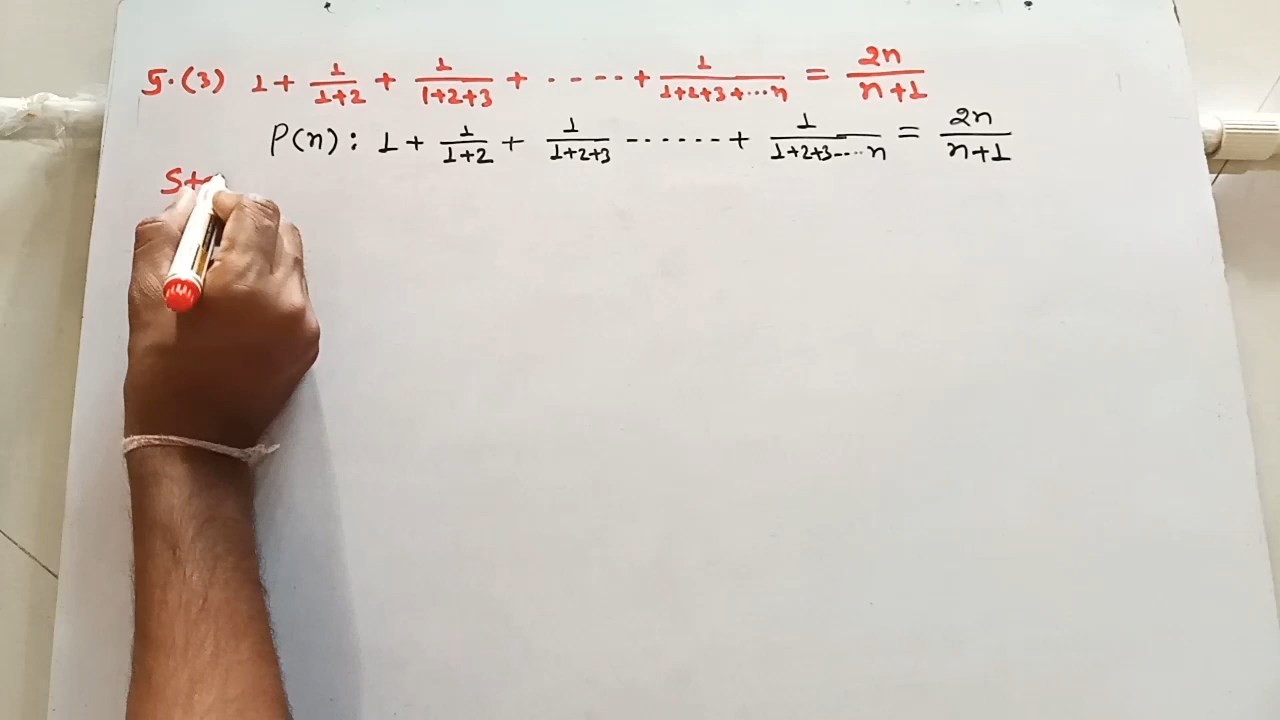 5.(3) 1 + 1/(1+2) + 1/(1+2+3) + ..... + 1/(1+2+3+...n) = 2n/(n+1)
P(n): 1 + 1/(1+2) + 1/(1+2+3) ...... + 1/(1+2+3....n) = 2n/(n+1)